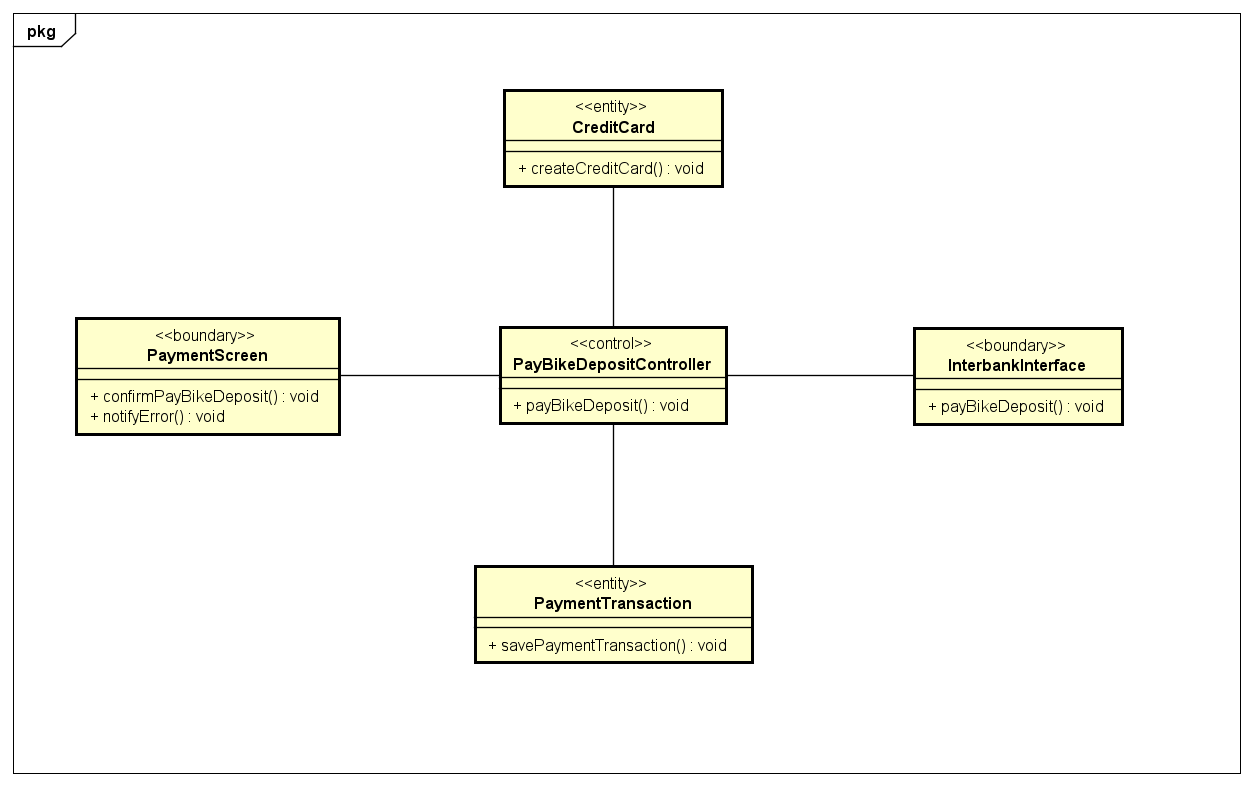 pkg
<<entity>>
CreditCard
+ createCreditCard() : void
<<boundary>>
PaymentScreen
+ confirmPayBikeDeposit() : void
+ notifyError() : void
<<control>>
PayBikeDepositController
+ payBikeDeposit() : void
<<boundary>>
InterbankInterface
+ payBikeDeposit() : void
<<entity>>
PaymentTransaction
+ savePaymentTransaction() : void